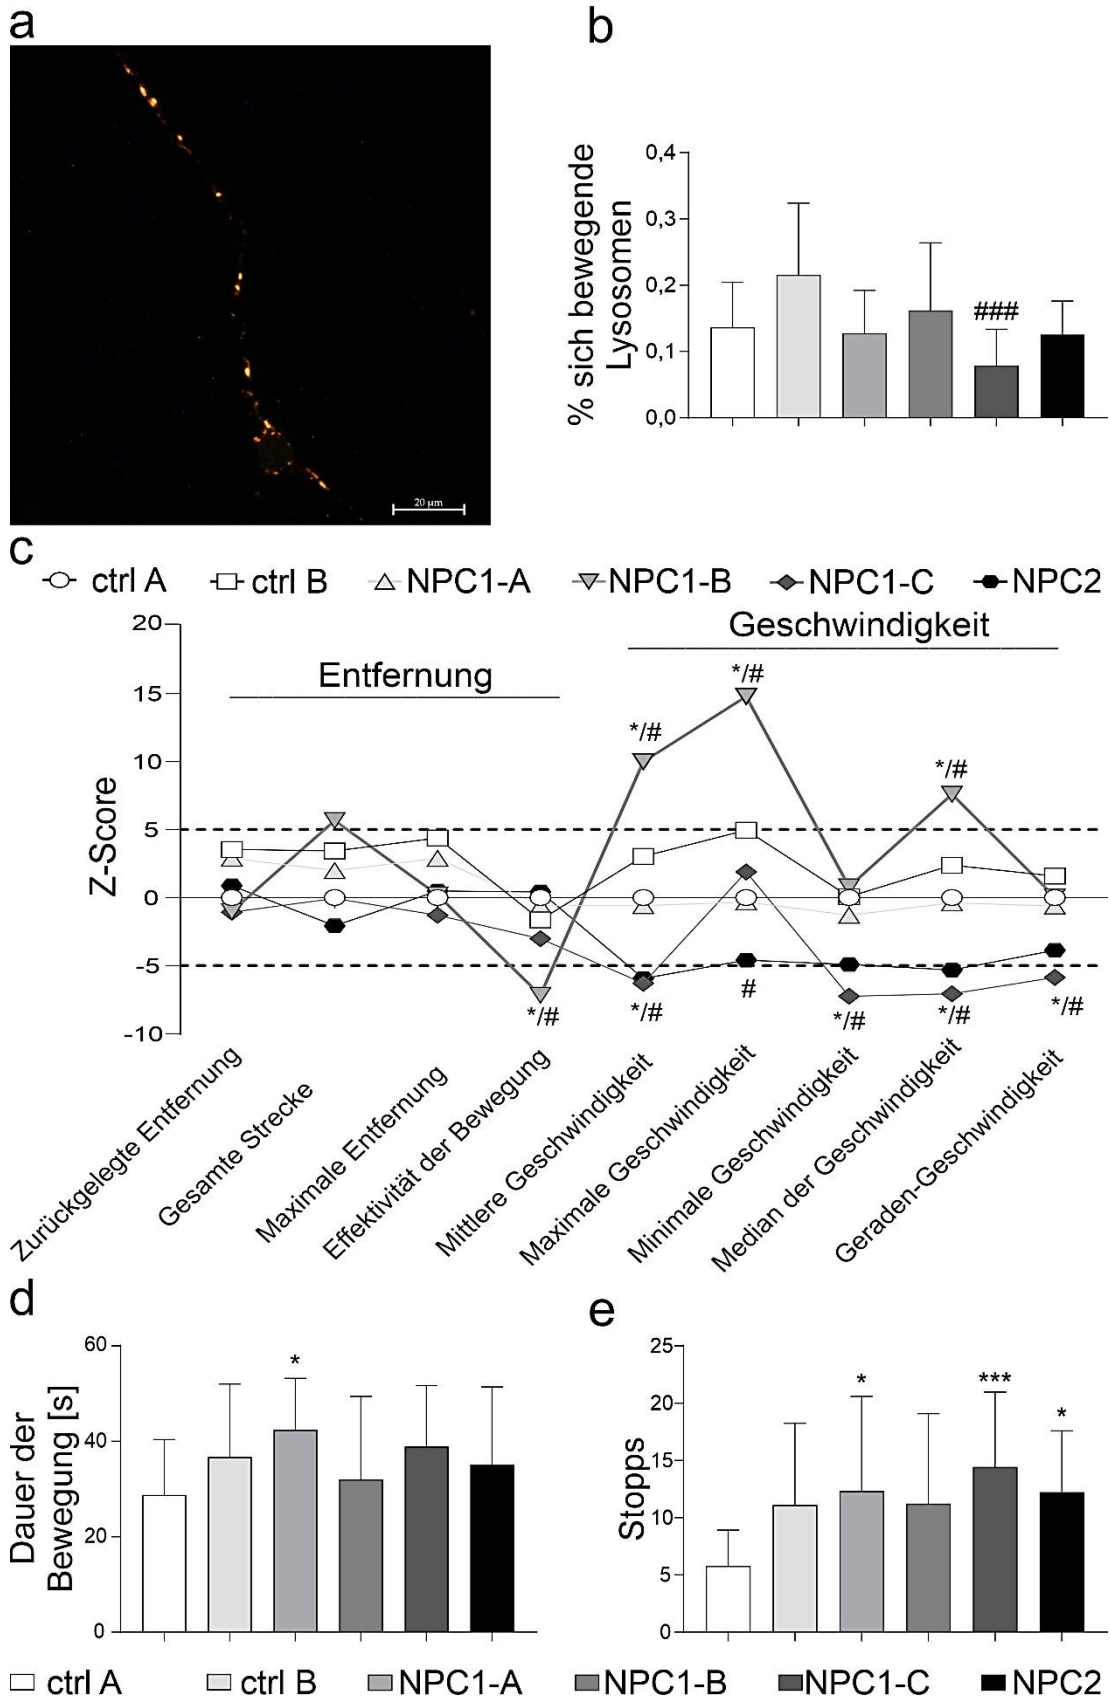 a
20 µm
b
% sich bewegende
Lysosomen
0,4
0,3
0,2
0,1
0,0
###
c
ctrl A
ctrl B
NPC1-A
NPC1-B
NPC1-C
NPC2
Z-Score
20
15
10
5
0
-5
-10
Entfernung
Geschwindigkeit
*/#
*/#
*/#
*/#
*/#
#
*/#
*/#
*/#
Zurückgelegte Entfernung
Gesamte Strecke
Maximale Entfernung
Effektivität der Bewegung
Mittlere Geschwindigkeit
Maximale Geschwindigkeit
Minimale Geschwindigkeit
Median der Geschwindigkeit
Geraden-Geschwindigkeit
d
Dauer der
Bewegung [s]
60
40
20
0
*
e
Stopps
25
20
15
10
5
0
*
***
*
ctrl A
ctrl B
NPC1-A
NPC1-B
NPC1-C
NPC2